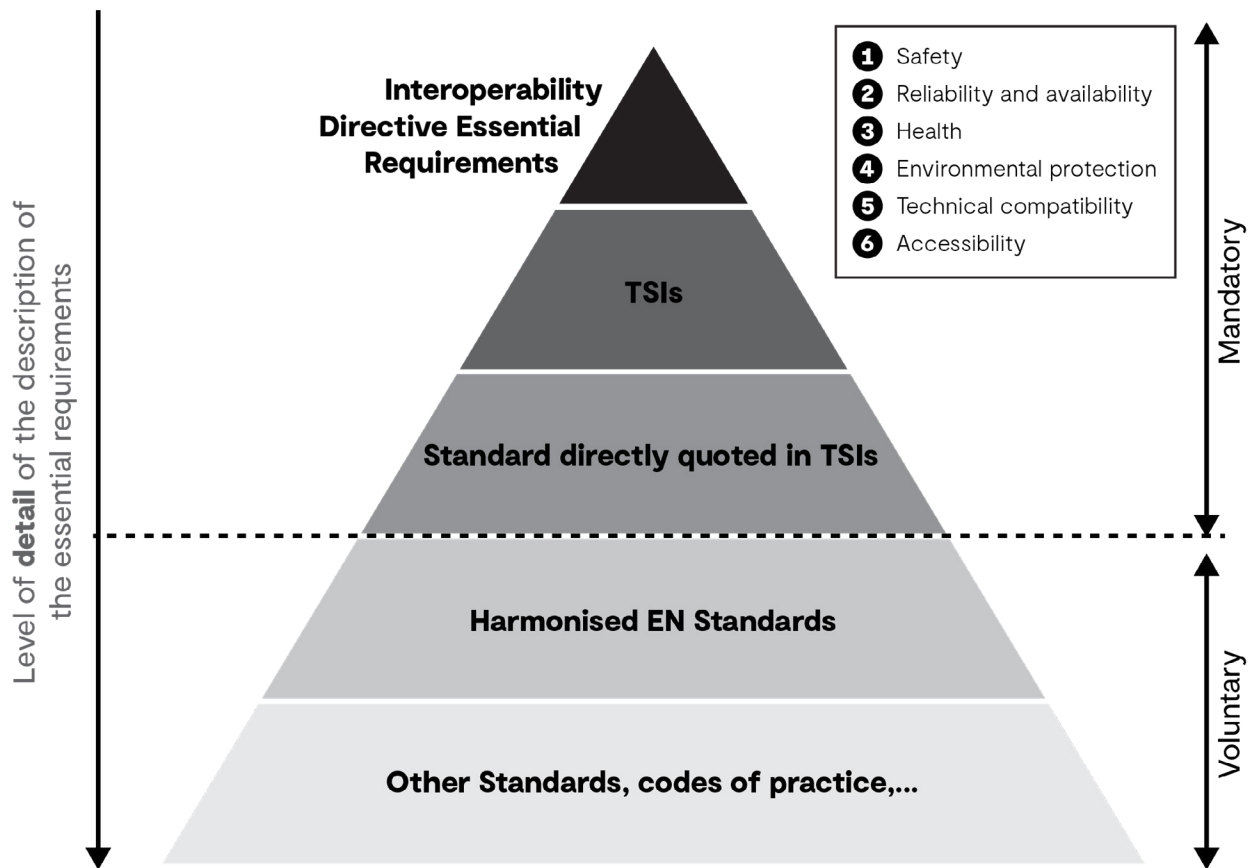 Interoperability
Directive Essential
Requirements
1 Safety
2 Reliability and availability
3 Health
4 Environmental protection
5 Technical compatibility
6 Accessibility
TSIs
Standard directly quoted in TSIs
Harmonised EN Standards
Other Standards, codes of practice,...
Level of detail of the description of
the essential requirements
Mandatory
Voluntary